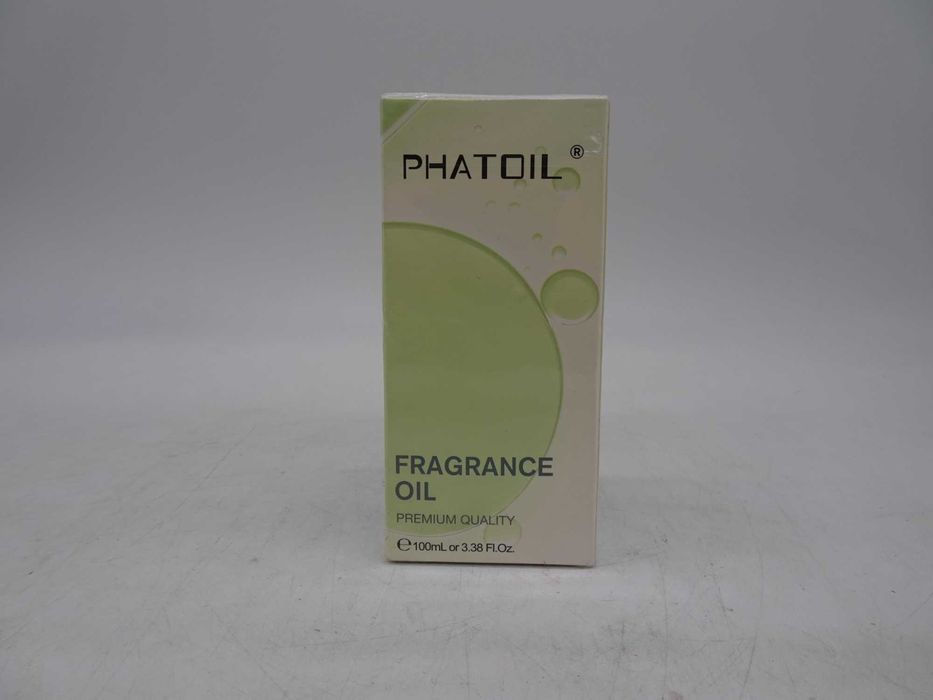 PHATOIL®
FRAGRANCE
OIL
PREMIUM QUALITY
℮100mL or 3.38 Fl.Oz.